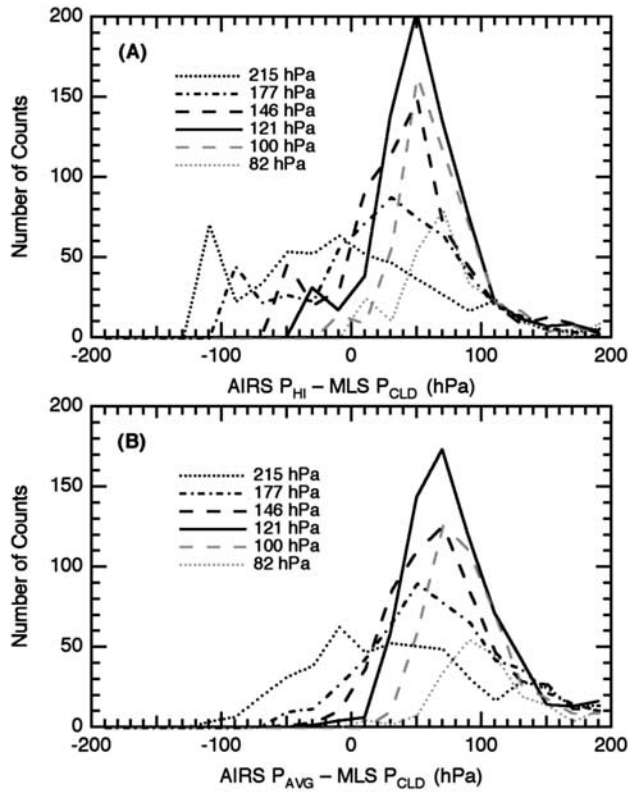 200
(A)
215 hPa
177 hPa
146 hPa
121 hPa
100 hPa
82 hPa
150
100
50
0
Number of Counts
-200 -100 0 100 200
AIRS P_HI – MLS P_CLD (hPa)
200
(B)
215 hPa
177 hPa
146 hPa
121 hPa
100 hPa
82 hPa
150
100
50
0
Number of Counts
-200 -100 0 100 200
AIRS P_AVG – MLS P_CLD (hPa)